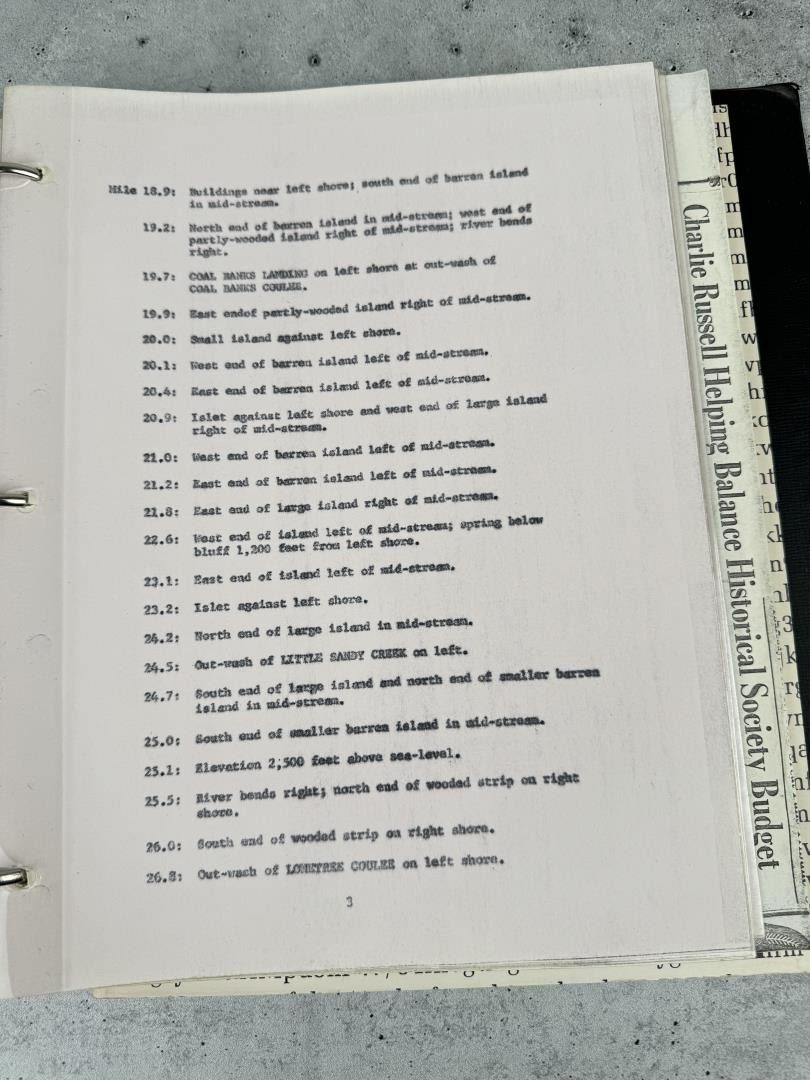 Mile 18.9: Buildings near left shore; south end of barren island
in mid-stream.
19.2: North end of barren island in mid-stream; west end of
partly-wooded island right of mid-stream; river bends
right.
19.7: COAL BANKS LANDING on left shore at out-wash of
COAL BANKS COULEE.
19.9: East endof partly-wooded island right of mid-stream.
20.0: Small island against left shore.
20.1: West end of barren island left of mid-stream.
20.4: East end of barren island left of mid-stream.
20.9: Islet against left shore and west end of large island
right of mid-stream.
21.0: West end of barren island left of mid-stream.
21.2: East end of barren island left of mid-stream.
21.8: East end of large island right of mid-stream.
22.6: West end of island left of mid-stream; spring below
bluff 1,200 feet from left shore.
23.1: East end of island left of mid-stream.
23.2: Islet against left shore.
24.2: North end of large island in mid-stream.
24.5: Out-wash of LITTLE SANDY CREEK on left.
24.7: South end of large island and north end of smaller barren
island in mid-stream.
25.0: South end of smaller barren island in mid-stream.
25.1: Elevation 2,500 feet above sea-level.
25.5: River bends right; north end of wooded strip on right
shore.
26.0: South end of wooded strip on right shore.
26.8: Out-wash of LONETREE COULEE on left shore.
3
Charlie Russell Helping Balance Historical Society Budget